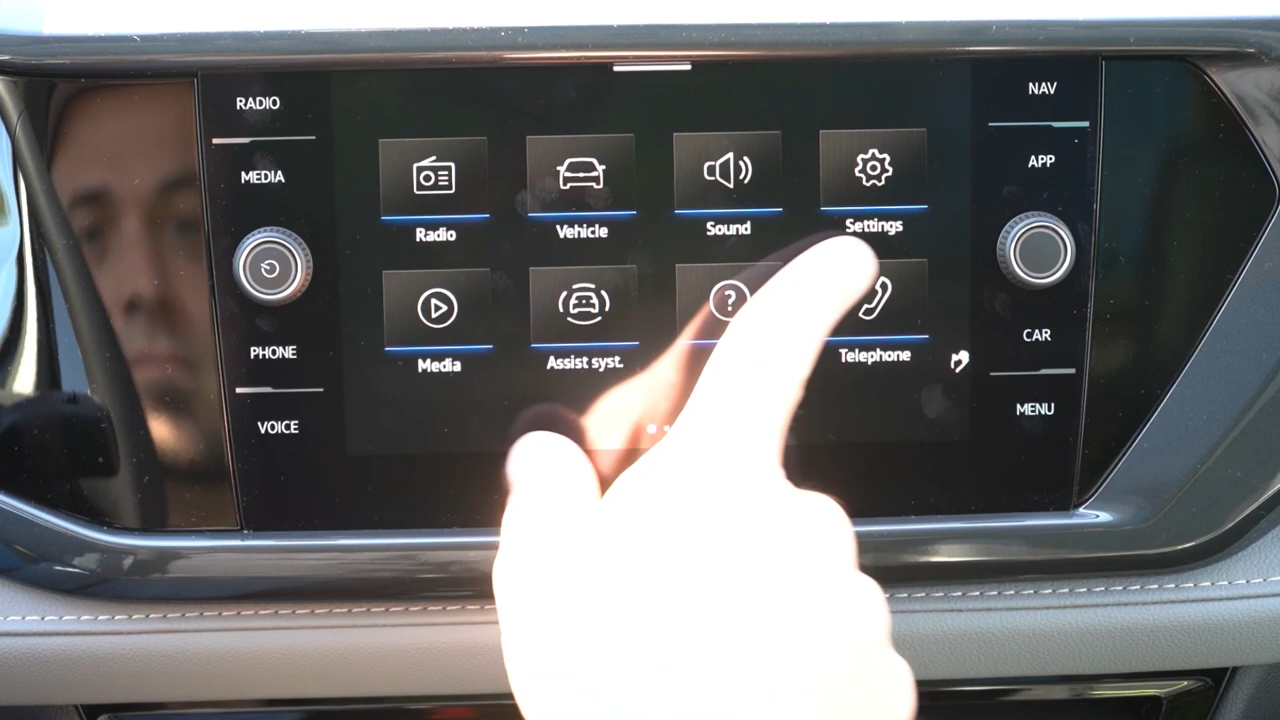 RADIO
MEDIA
PHONE
VOICE
Radio
Vehicle
Sound
Settings
Media
Assist syst.
?
Telephone
NAV
APP
CAR
MENU